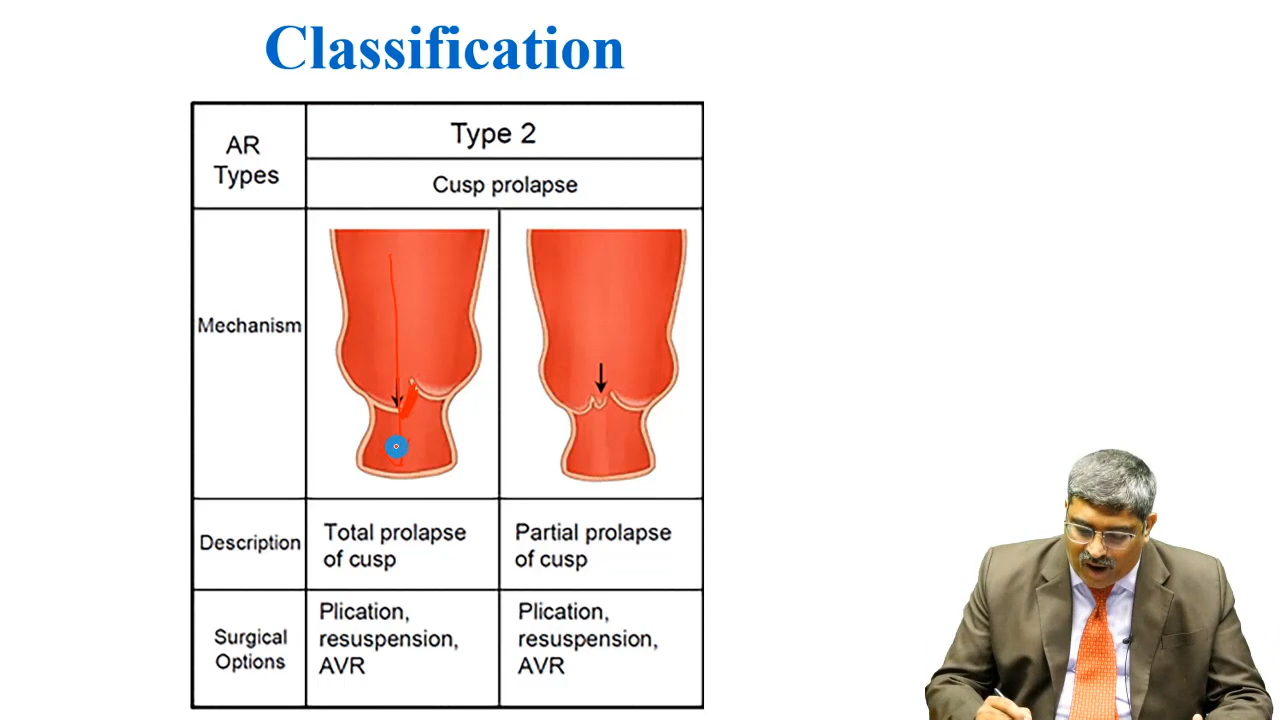 Classification
AR
Types
Type 2
Cusp prolapse
Mechanism
Description
Total prolapse
of cusp
Partial prolapse
of cusp
Surgical
Options
Plication,
resuspension,
AVR
Plication,
resuspension,
AVR